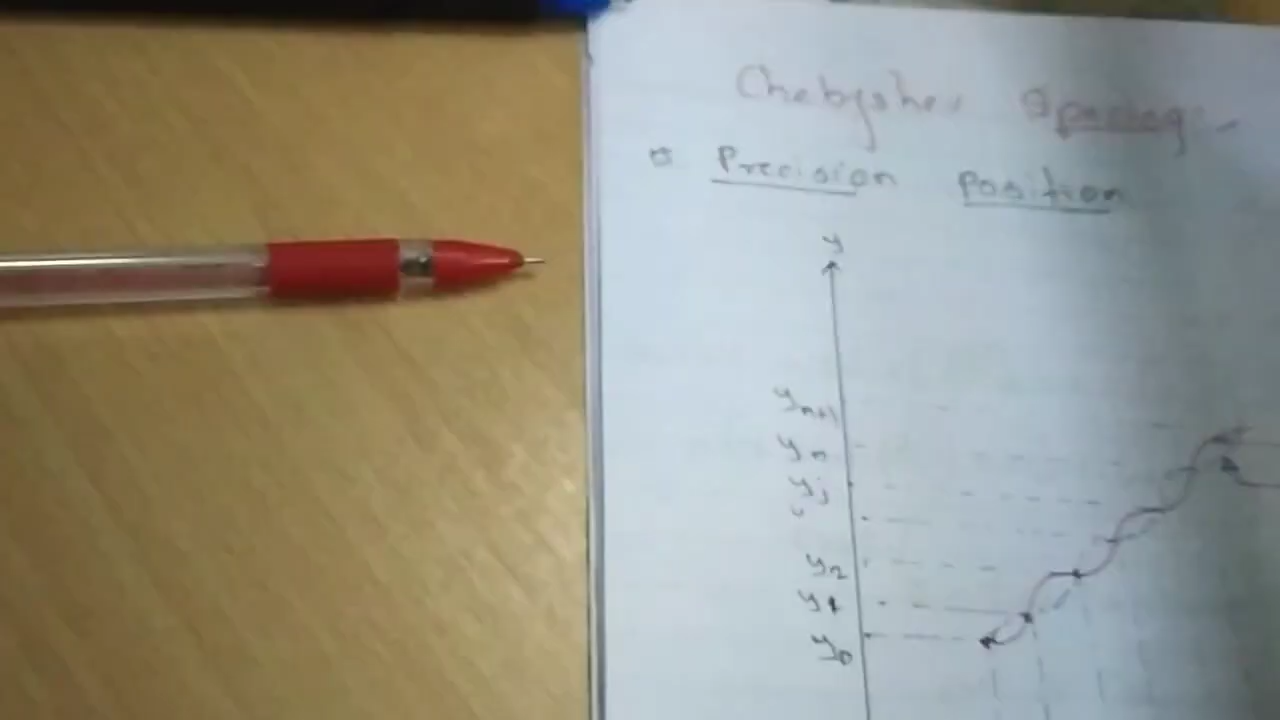 Chebyshev Spacing:-
Precision Position
y
yn+1
yn
yj
y2
y1
y0